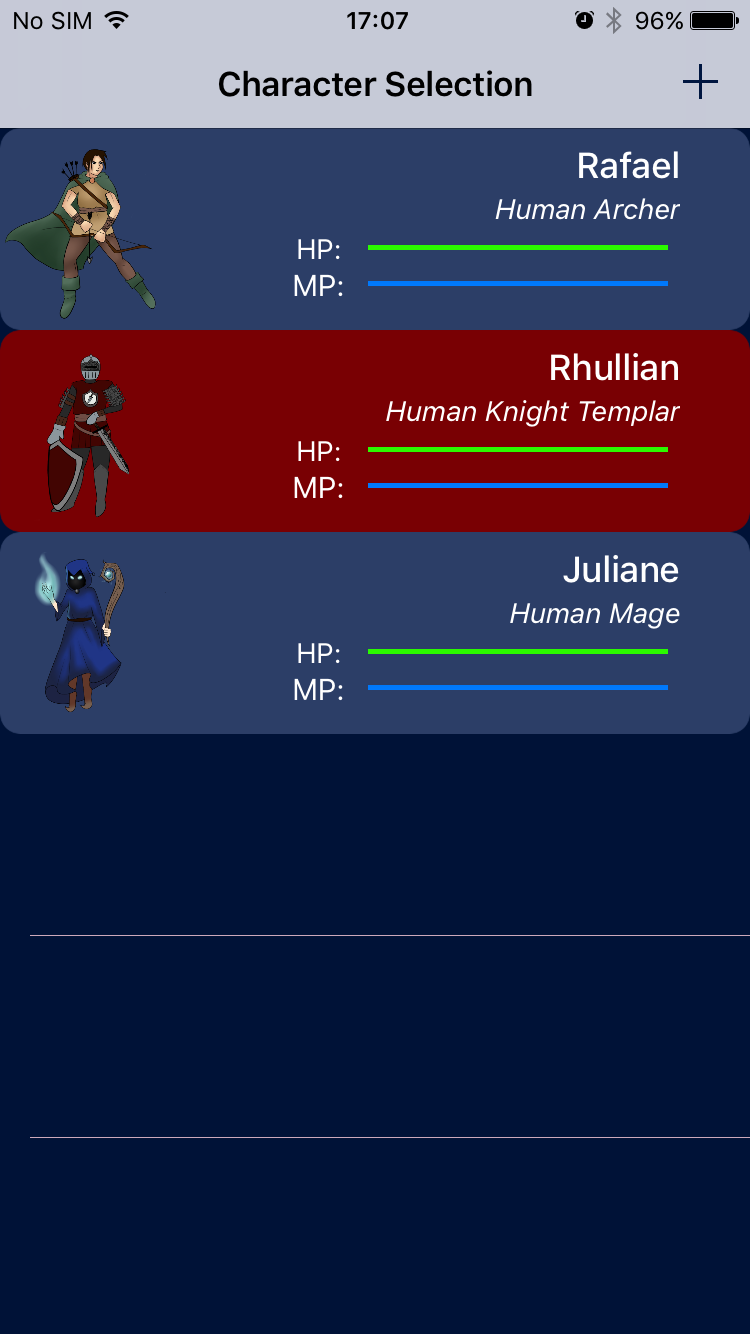 No SIM 17:07 96%
Character Selection
Rafael
Human Archer
HP:
MP:
Rhullian
Human Knight Templar
HP:
MP:
Juliane
Human Mage
HP:
MP: